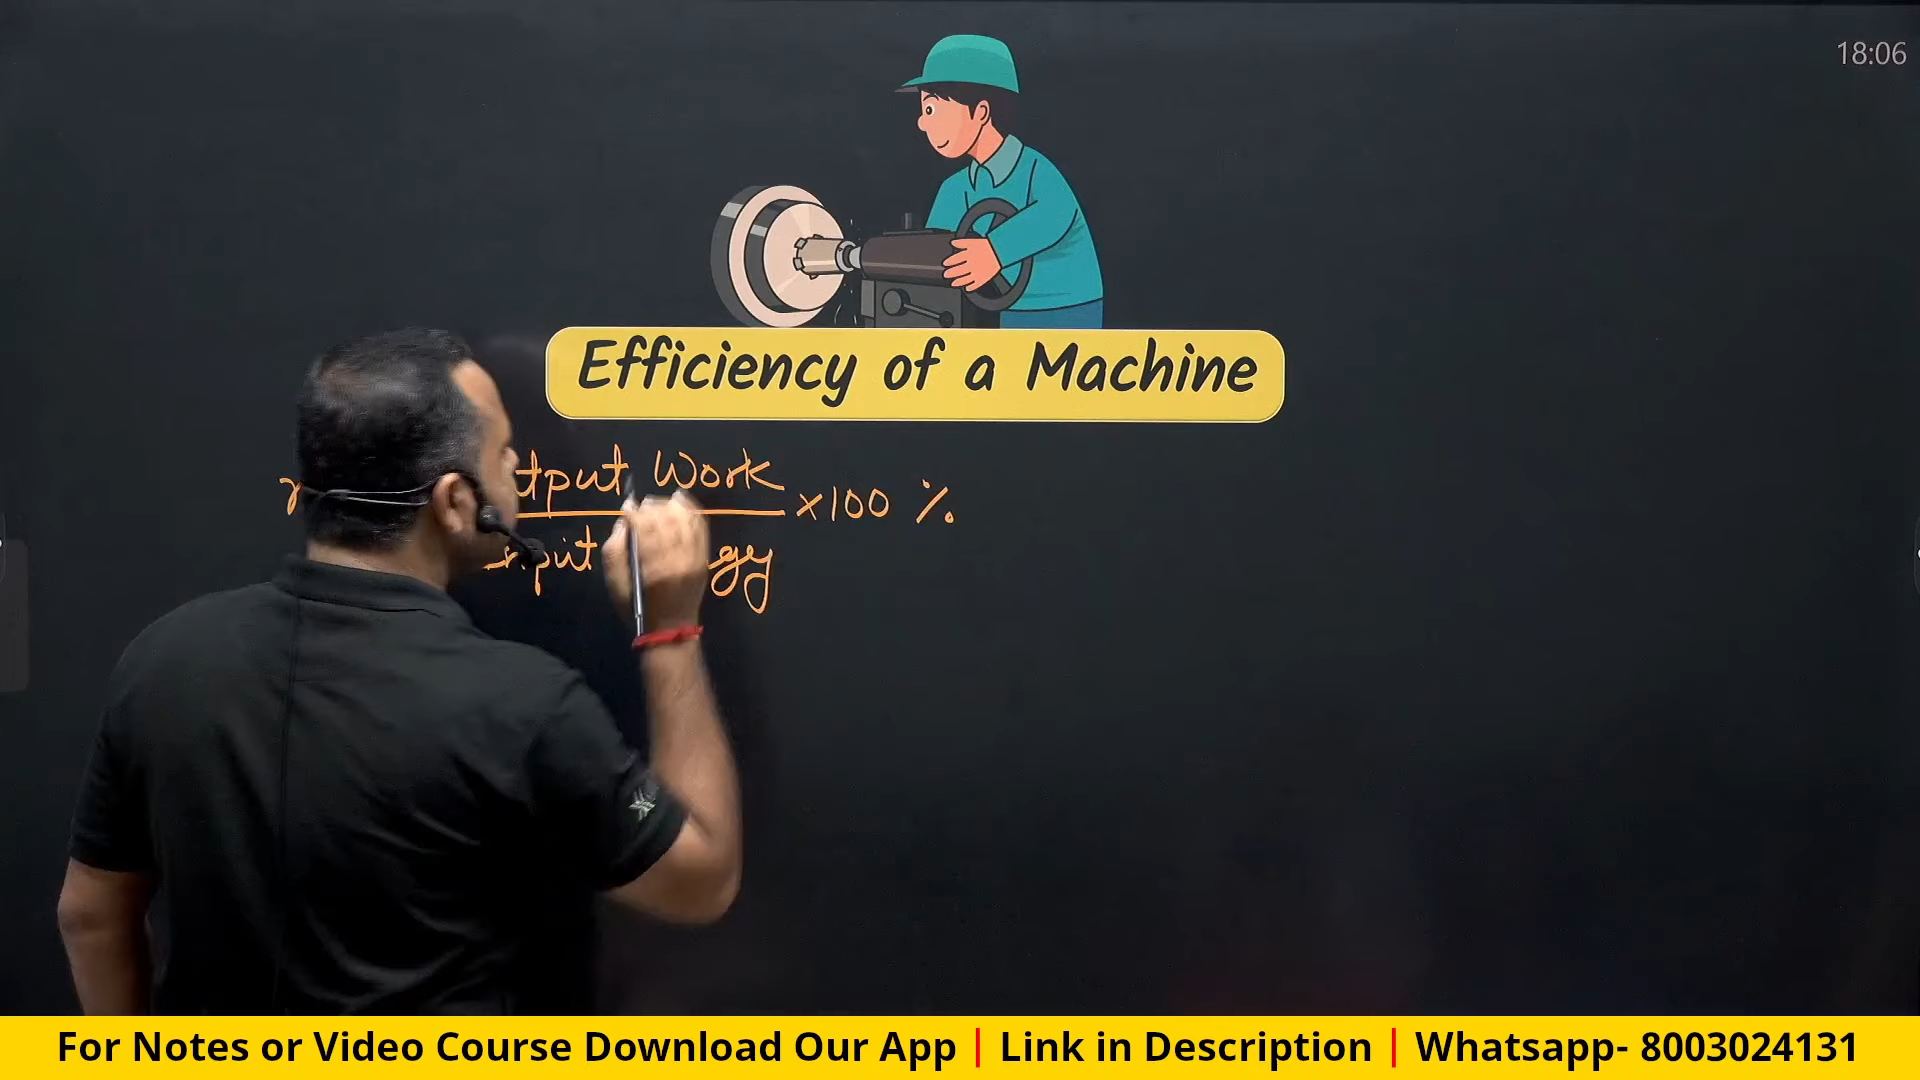 18:06
Efficiency of a Machine
tput Work
×100 %
For Notes or Video Course Download Our App | Link in Description | Whatsapp- 8003024131